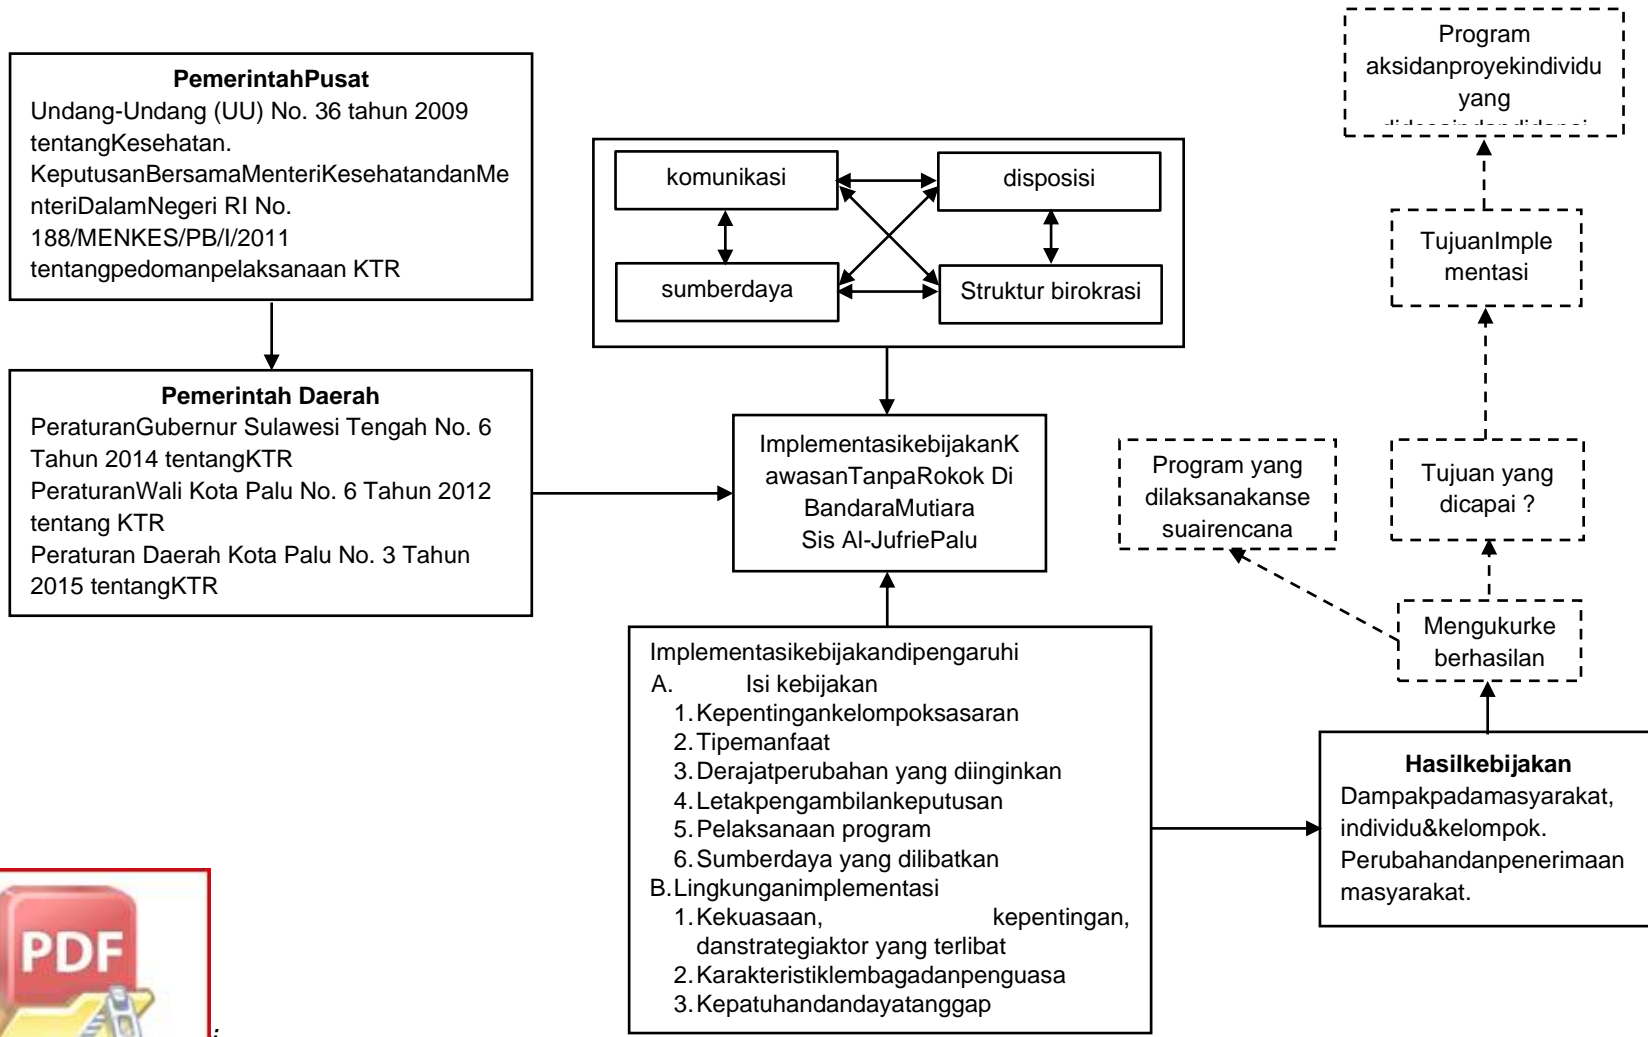 PemerintahPusat
Undang-Undang (UU) No. 36 tahun 2009
tentangKesehatan.
KeputusanBersamaMenteriKesehatandanMe
nteriDalamNegeri RI No.
188/MENKES/PB/I/2011
tentangpedomanpelaksanaan KTR
Pemerintah Daerah
PeraturanGubernur Sulawesi Tengah No. 6
Tahun 2014 tentangKTR
PeraturanWali Kota Palu No. 6 Tahun 2012
tentang KTR
Peraturan Daerah Kota Palu No. 3 Tahun
2015 tentangKTR
komunikasi
disposisi
sumberdaya
Struktur birokrasi
ImplementasikebijakanK
awasanTanpaRokok Di
BandaraMutiara
Sis Al-JufriePalu
Implementasikebijakandipengaruhi
A. Isi kebijakan
1. Kepentingankelompoksasaran
2. Tipemanfaat
3. Derajatperubahan yang diinginkan
4. Letakpengambilankeputusan
5. Pelaksanaan program
6. Sumberdaya yang dilibatkan
B. Lingkunganimplementasi
1. Kekuasaan, kepentingan,
danstrategiaktor yang terlibat
2. Karakteristiklembagadanpenguasa
3. Kepatuhandandayatanggap
Program
aksidanproyekindividu
yang
TujuanImple
mentasi
Tujuan yang
dicapai ?
Program yang
dilaksanakanse
suairencana
Mengukurke
berhasilan
Hasilkebijakan
Dampakpadamasyarakat,
individu&kelompok.
Perubahandanpenerimaan
masyarakat.
PDF